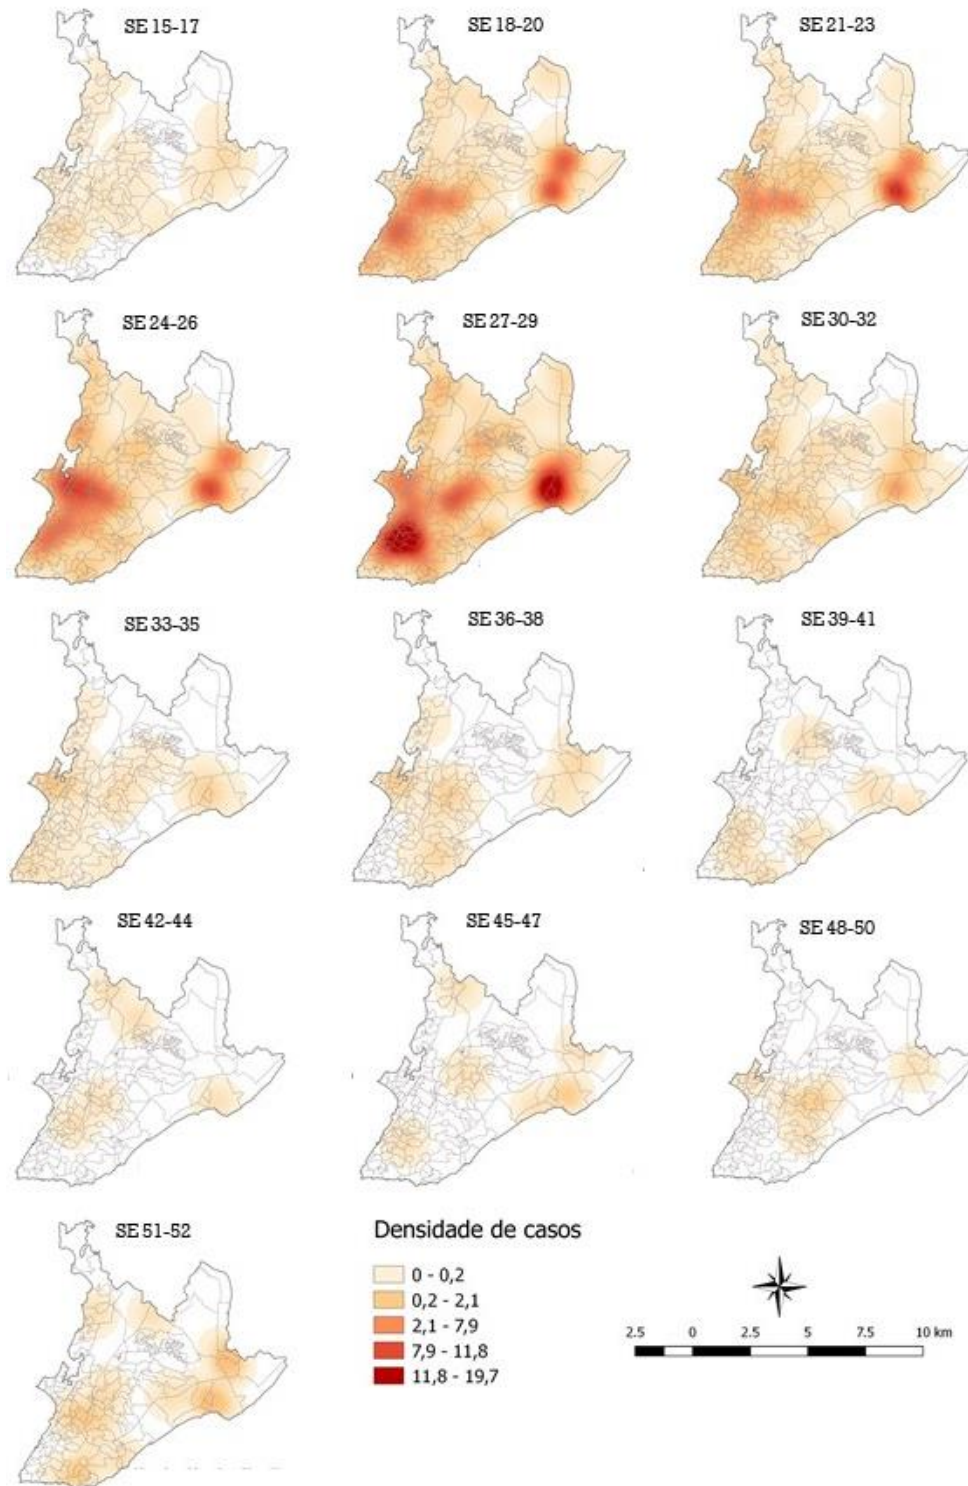 SE 15-17
SE 18-20
SE 21-23
SE 24-26
SE 27-29
SE 30-32
SE 33-35
SE 36-38
SE 39-41
SE 42-44
SE 45-47
SE 48-50
SE 51-52
Densidade de casos
0 - 0,2
0,2 - 2,1
2,1 - 7,9
7,9 - 11,8
11,8 - 19,7
2.5 0 2.5 5 7.5 10 km